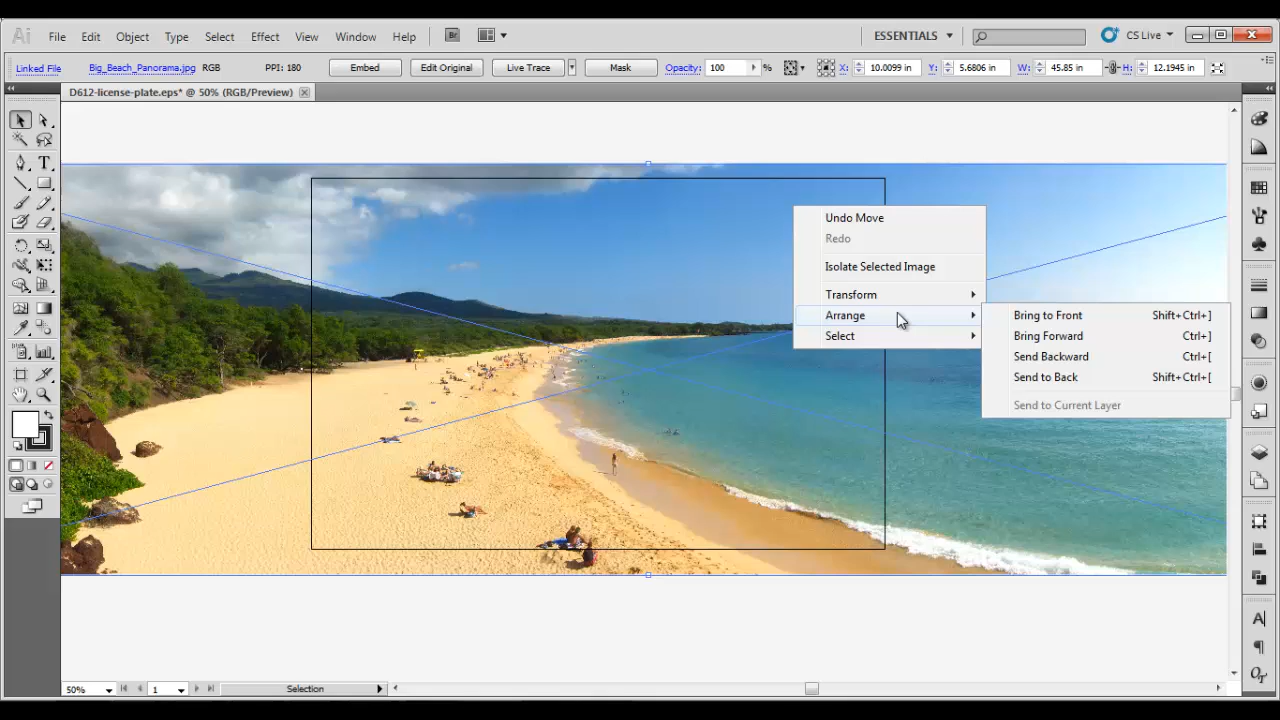 Ai File Edit Object Type Select Effect View Window Help Br ESSENTIALS CS Live
Linked File Big_Beach_Panorama.jpg RGB PPI: 180 Embed Edit Original Live Trace Mask Opacity: 100 % X: 10.0099 in Y: 5.6806 in W: 45.85 in H: 12.1945 in
D612-license-plate.eps* @ 50% (RGB/Preview)
Undo Move
Redo
Isolate Selected Image
Transform
Arrange
Select
Bring to Front Shift+Ctrl+]
Bring Forward Ctrl+]
Send Backward Ctrl+[
Send to Back Shift+Ctrl+[
Send to Current Layer
50% 1 Selection